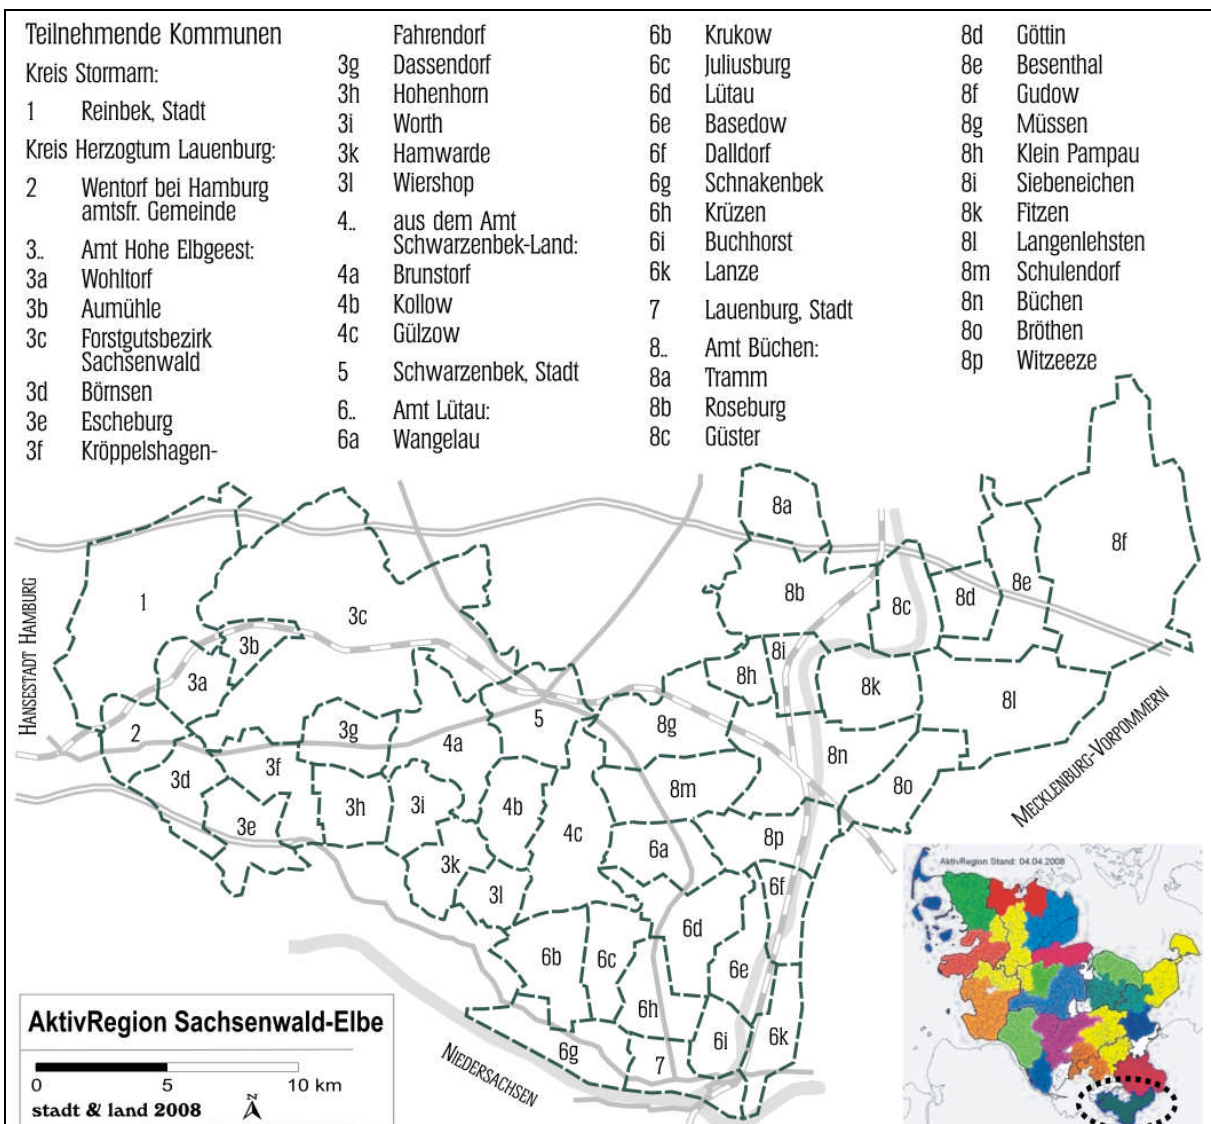 Teilnehmende Kommunen
Kreis Stormarn:
1 Reinbek, Stadt
Kreis Herzogtum Lauenburg:
2 Wentorf bei Hamburg
amtsfr. Gemeinde
3.. Amt Hohe Elbgeest:
3a Wohltorf
3b Aumühle
3c Forstgutsbezirk
Sachsenwald
3d Börnsen
3e Escheburg
3f Kröppelshagen-
Fahrendorf
3g Dassendorf
3h Hohenhorn
3i Worth
3k Hamwarde
3l Wiershop
4.. aus dem Amt
Schwarzenbek-Land:
4a Brunstorf
4b Kollow
4c Gülzow
5 Schwarzenbek, Stadt
6.. Amt Lütau:
6a Wangelau
6b Krukow
6c Juliusburg
6d Lütau
6e Basedow
6f Dalldorf
6g Schnakenbek
6h Krüzen
6i Buchhorst
6k Lanze
7 Lauenburg, Stadt
8.. Amt Büchen:
8a Tramm
8b Roseburg
8c Güster
8d Göttin
8e Besenthal
8f Gudow
8g Müssen
8h Klein Pampau
8i Siebeneichen
8k Fitzen
8l Langenlehsten
8m Schulendorf
8n Büchen
8o Bröthen
8p Witzeeze
HANSESTADT HAMBURG
1
3c
3b
3a
2
3d
3e
3f
3g
3h
3i
3k
3l
4a
4b
4c
5
8a
8b
8c
8d
8e
8f
8i
8h
8k
8l
8g
8n
8m
8o
8p
6a
6f
6d
6e
6b
6c
6h
6g
6i
6k
7
MECKLENBURG-VORPOMMERN
NIEDERSACHSEN
AktivRegion Stand: 04.04.2008
AktivRegion Sachsenwald-Elbe
0 5 10 km
stadt & land 2008
N